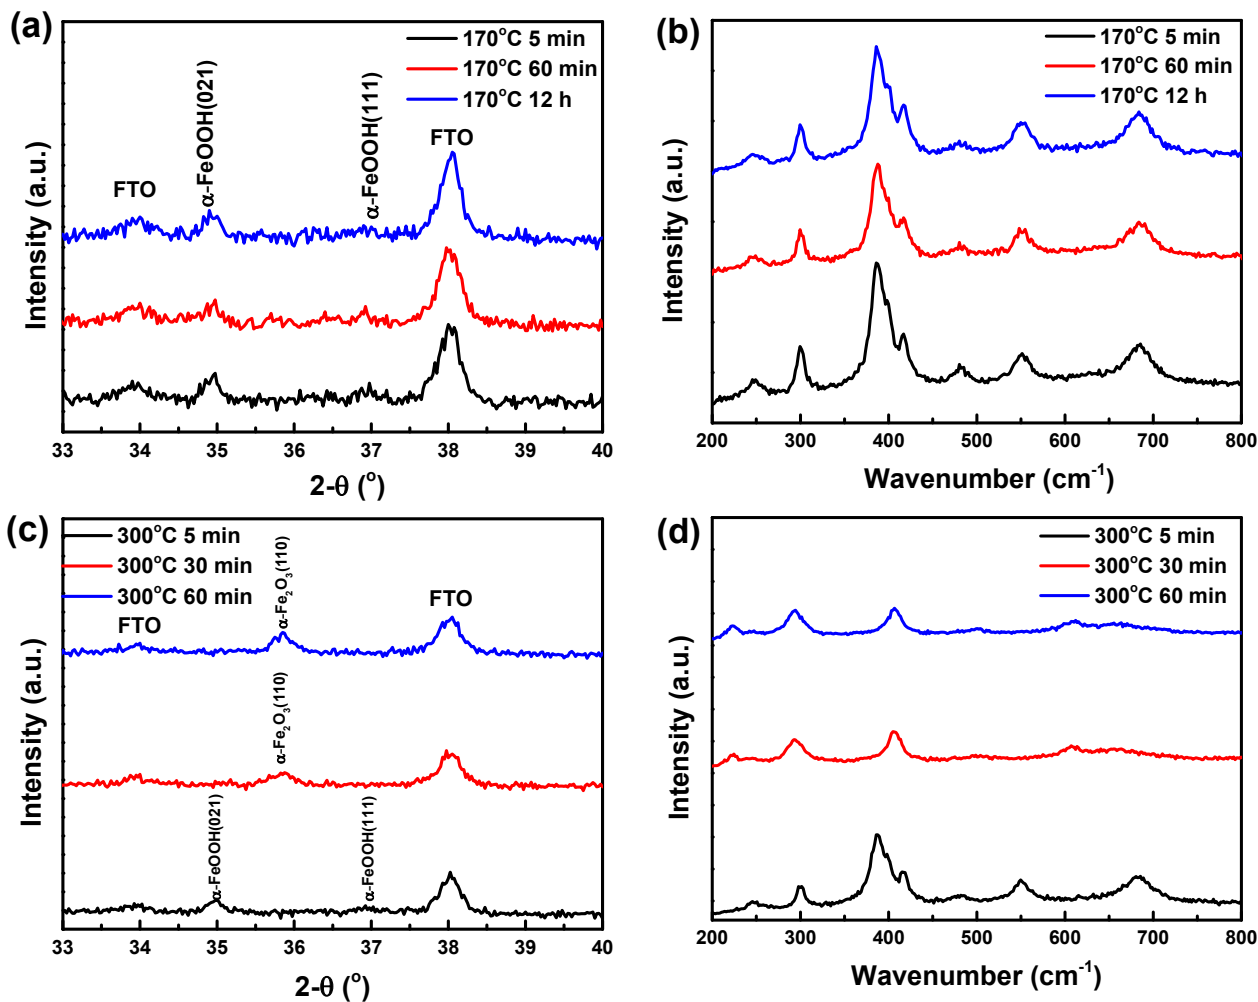 (a)
170°C 5 min
170°C 60 min
170°C 12 h
FTO
α-FeOOH(021)
α-FeOOH(111)
FTO
Intensity (a.u.)
33 34 35 36 37 38 39 40
2-θ (°)
(b)
170°C 5 min
170°C 60 min
170°C 12 h
Intensity (a.u.)
200 300 400 500 600 700 800
Wavenumber (cm⁻¹)
(c)
300°C 5 min
300°C 30 min
300°C 60 min
FTO
α-Fe₂O₃(110)
FTO
α-Fe₂O₃(110)
α-FeOOH(021)
α-FeOOH(111)
Intensity (a.u.)
33 34 35 36 37 38 39 40
2-θ (°)
(d)
300°C 5 min
300°C 30 min
300°C 60 min
Intensity (a.u.)
200 300 400 500 600 700 800
Wavenumber (cm⁻¹)